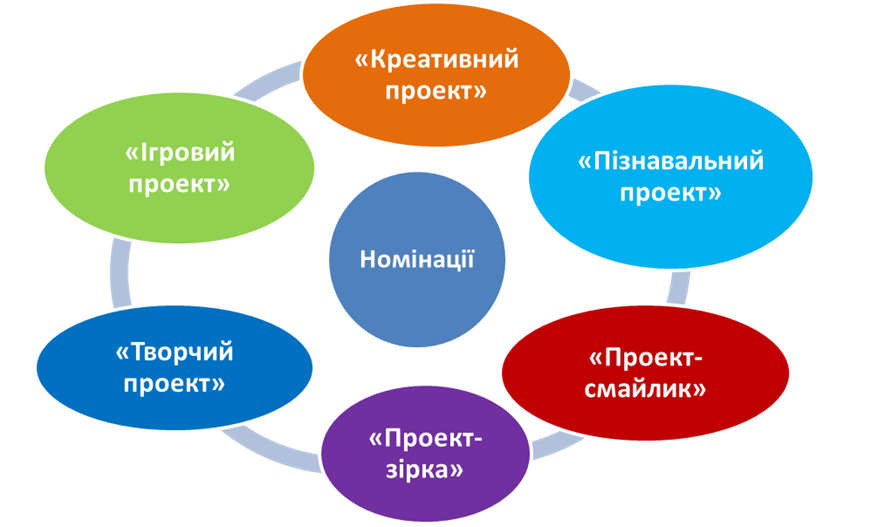 «Креативний
проект»
«Пізнавальний
проект»
«Проект-
смайлик»
«Проект-
зірка»
«Творчий
проект»
«Ігровий
проект»
Номінації